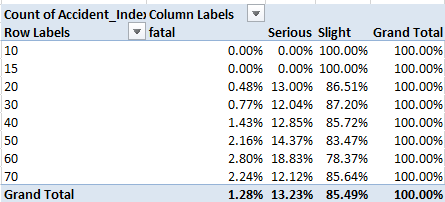 Count of Accident_Index Column Labels
Row Labels fatal Serious Slight Grand Total
10 0.00% 0.00% 100.00% 100.00%
15 0.00% 0.00% 100.00% 100.00%
20 0.48% 13.00% 86.51% 100.00%
30 0.77% 12.04% 87.20% 100.00%
40 1.43% 12.85% 85.72% 100.00%
50 2.16% 14.37% 83.47% 100.00%
60 2.80% 18.83% 78.37% 100.00%
70 2.24% 12.12% 85.64% 100.00%
Grand Total 1.28% 13.23% 85.49% 100.00%